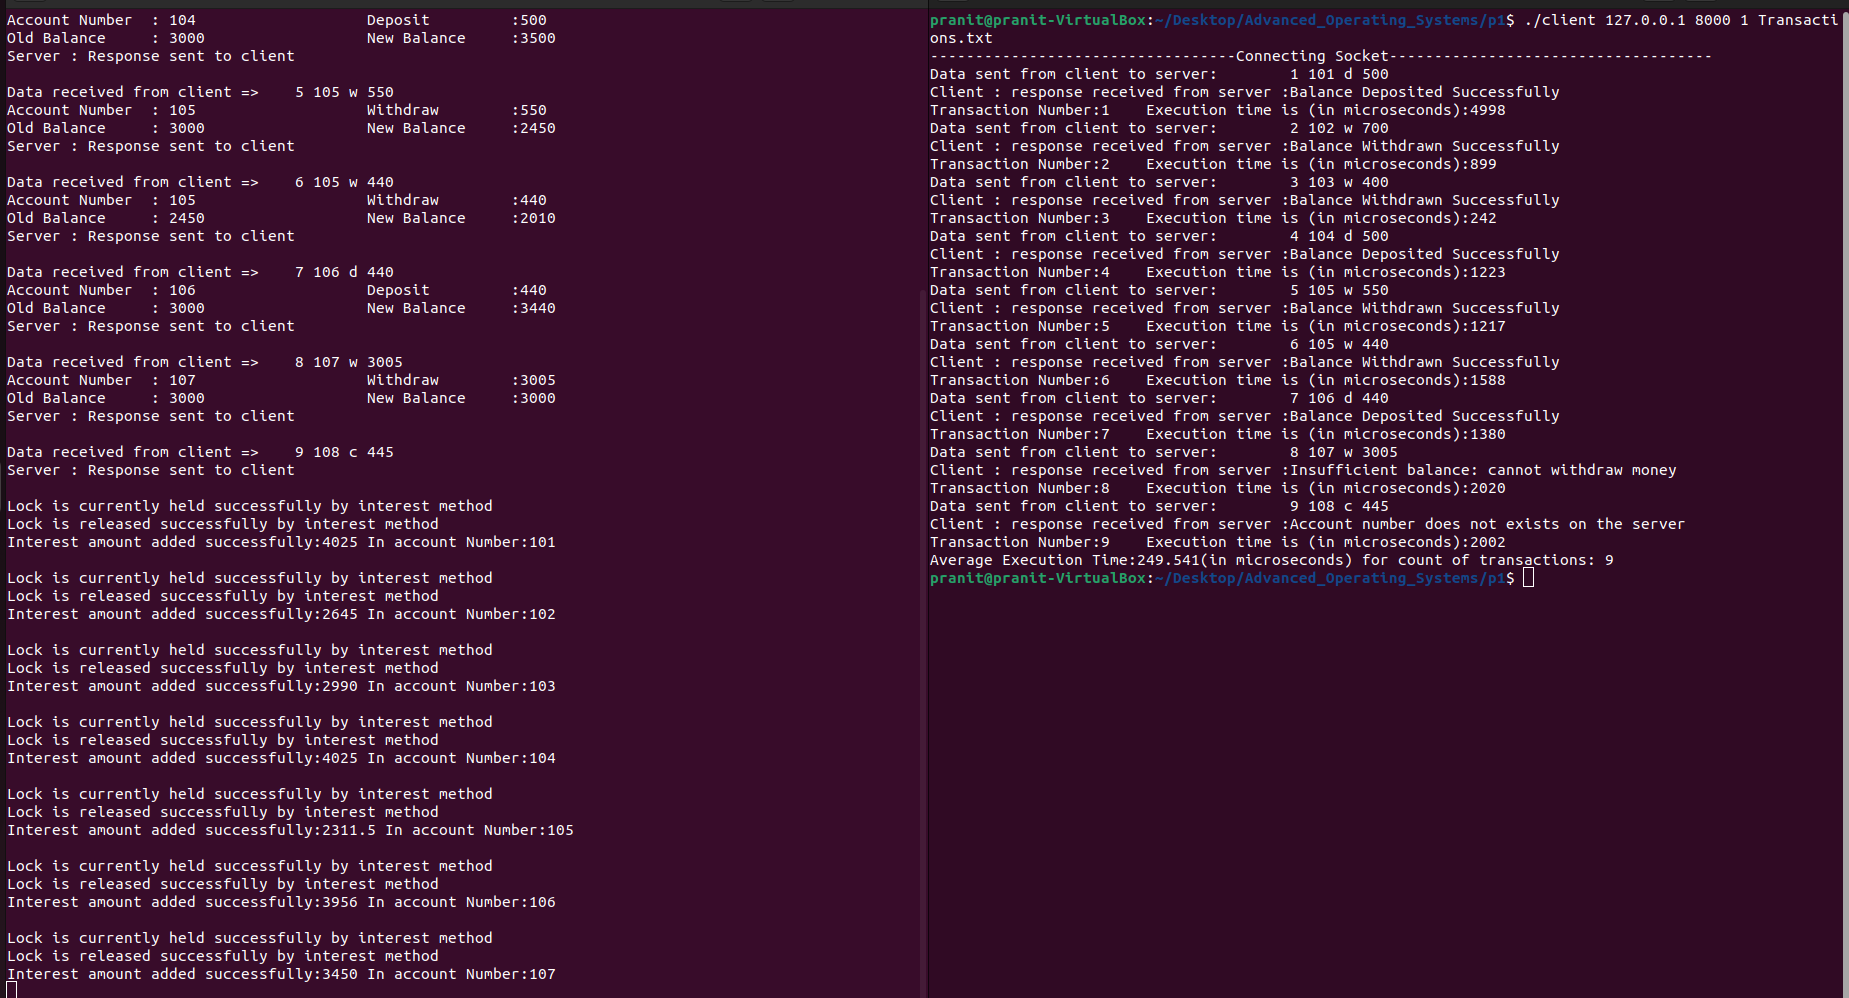 Account Number  : 104                   Deposit         :500
Old Balance     : 3000                  New Balance     :3500
Server : Response sent to client
Data received from client =>    5 105 w 550
Account Number  : 105                   Withdraw        :550
Old Balance     : 3000                  New Balance     :2450
Server : Response sent to client
Data received from client =>    6 105 w 440
Account Number  : 105                   Withdraw        :440
Old Balance     : 2450                  New Balance     :2010
Server : Response sent to client
Data received from client =>    7 106 d 440
Account Number  : 106                   Deposit         :440
Old Balance     : 3000                  New Balance     :3440
Server : Response sent to client
Data received from client =>    8 107 w 3005
Account Number  : 107                   Withdraw        :3005
Old Balance     : 3000                  New Balance     :3000
Server : Response sent to client
Data received from client =>    9 108 c 445
Server : Response sent to client
Lock is currently held successfully by interest method
Lock is released successfully by interest method
Interest amount added successfully:4025 In account Number:101
Lock is currently held successfully by interest method
Lock is released successfully by interest method
Interest amount added successfully:2645 In account Number:102
Lock is currently held successfully by interest method
Lock is released successfully by interest method
Interest amount added successfully:2990 In account Number:103
Lock is currently held successfully by interest method
Lock is released successfully by interest method
Interest amount added successfully:4025 In account Number:104
Lock is currently held successfully by interest method
Lock is released successfully by interest method
Interest amount added successfully:2311.5 In account Number:105
Lock is currently held successfully by interest method
Lock is released successfully by interest method
Interest amount added successfully:3956 In account Number:106
Lock is currently held successfully by interest method
Lock is released successfully by interest method
Interest amount added successfully:3450 In account Number:107
pranit@pranit-VirtualBox:~/Desktop/Advanced_Operating_Systems/p1$ ./client 127.0.0.1 8000 1 Transacti
ons.txt
----------------------------------Connecting Socket------------------------------------
Data sent from client to server:        1 101 d 500
Client : response received from server :Balance Deposited Successfully
Transaction Number:1    Execution time is (in microseconds):4998
Data sent from client to server:        2 102 w 700
Client : response received from server :Balance Withdrawn Successfully
Transaction Number:2    Execution time is (in microseconds):899
Data sent from client to server:        3 103 w 400
Client : response received from server :Balance Withdrawn Successfully
Transaction Number:3    Execution time is (in microseconds):242
Data sent from client to server:        4 104 d 500
Client : response received from server :Balance Deposited Successfully
Transaction Number:4    Execution time is (in microseconds):1223
Data sent from client to server:        5 105 w 550
Client : response received from server :Balance Withdrawn Successfully
Transaction Number:5    Execution time is (in microseconds):1217
Data sent from client to server:        6 105 w 440
Client : response received from server :Balance Withdrawn Successfully
Transaction Number:6    Execution time is (in microseconds):1588
Data sent from client to server:        7 106 d 440
Client : response received from server :Balance Deposited Successfully
Transaction Number:7    Execution time is (in microseconds):1380
Data sent from client to server:        8 107 w 3005
Client : response received from server :Insufficient balance: cannot withdraw money
Transaction Number:8    Execution time is (in microseconds):2020
Data sent from client to server:        9 108 c 445
Client : response received from server :Account number does not exists on the server
Transaction Number:9    Execution time is (in microseconds):2002
Average Execution Time:249.541(in microseconds) for count of transactions: 9
pranit@pranit-VirtualBox:~/Desktop/Advanced_Operating_Systems/p1$